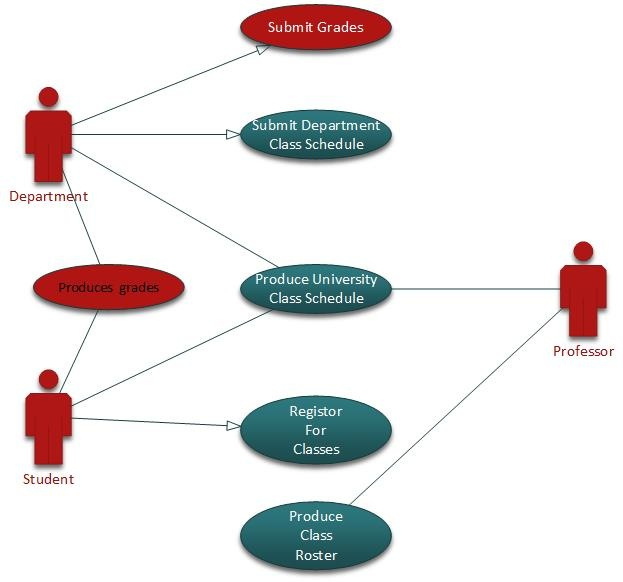 Submit Grades
Submit Department
Class Schedule
Department
Produces grades
Produce University
Class Schedule
Professor
Student
Registor
For
Classes
Produce
Class
Roster